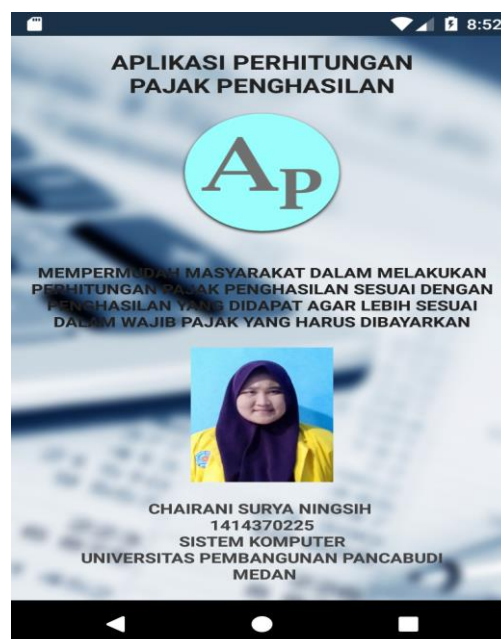 8:52
APLIKASI PERHITUNGAN
PAJAK PENGHASILAN
AP
MEMPERMUDAH MASYARAKAT DALAM MELAKUKAN
PERHITUNGAN PAJAK PENGHASILAN SESUAI DENGAN
PENGHASILAN YANG DIDAPAT AGAR LEBIH SESUAI
DALAM WAJIB PAJAK YANG HARUS DIBAYARKAN
CHAIRANI SURYA NINGSIH
1414370225
SISTEM KOMPUTER
UNIVERSITAS PEMBANGUNAN PANCABUDI
MEDAN